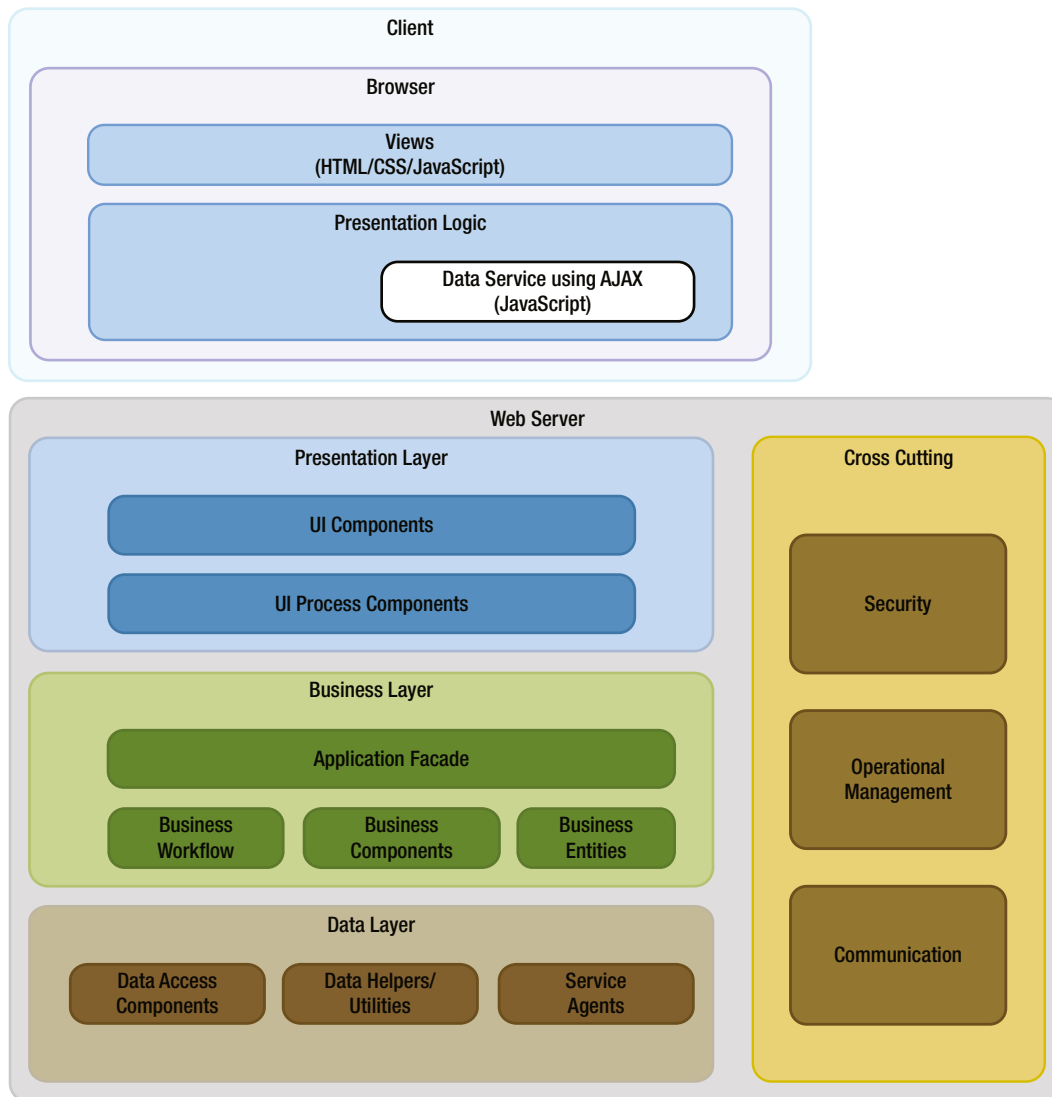 Client
Browser
Views
(HTML/CSS/JavaScript)
Presentation Logic
Data Service using AJAX
(JavaScript)
Web Server
Presentation Layer
UI Components
UI Process Components
Business Layer
Application Facade
Business
Workflow
Business
Components
Business
Entities
Data Layer
Data Access
Components
Data Helpers/
Utilities
Service
Agents
Cross Cutting
Security
Operational
Management
Communication